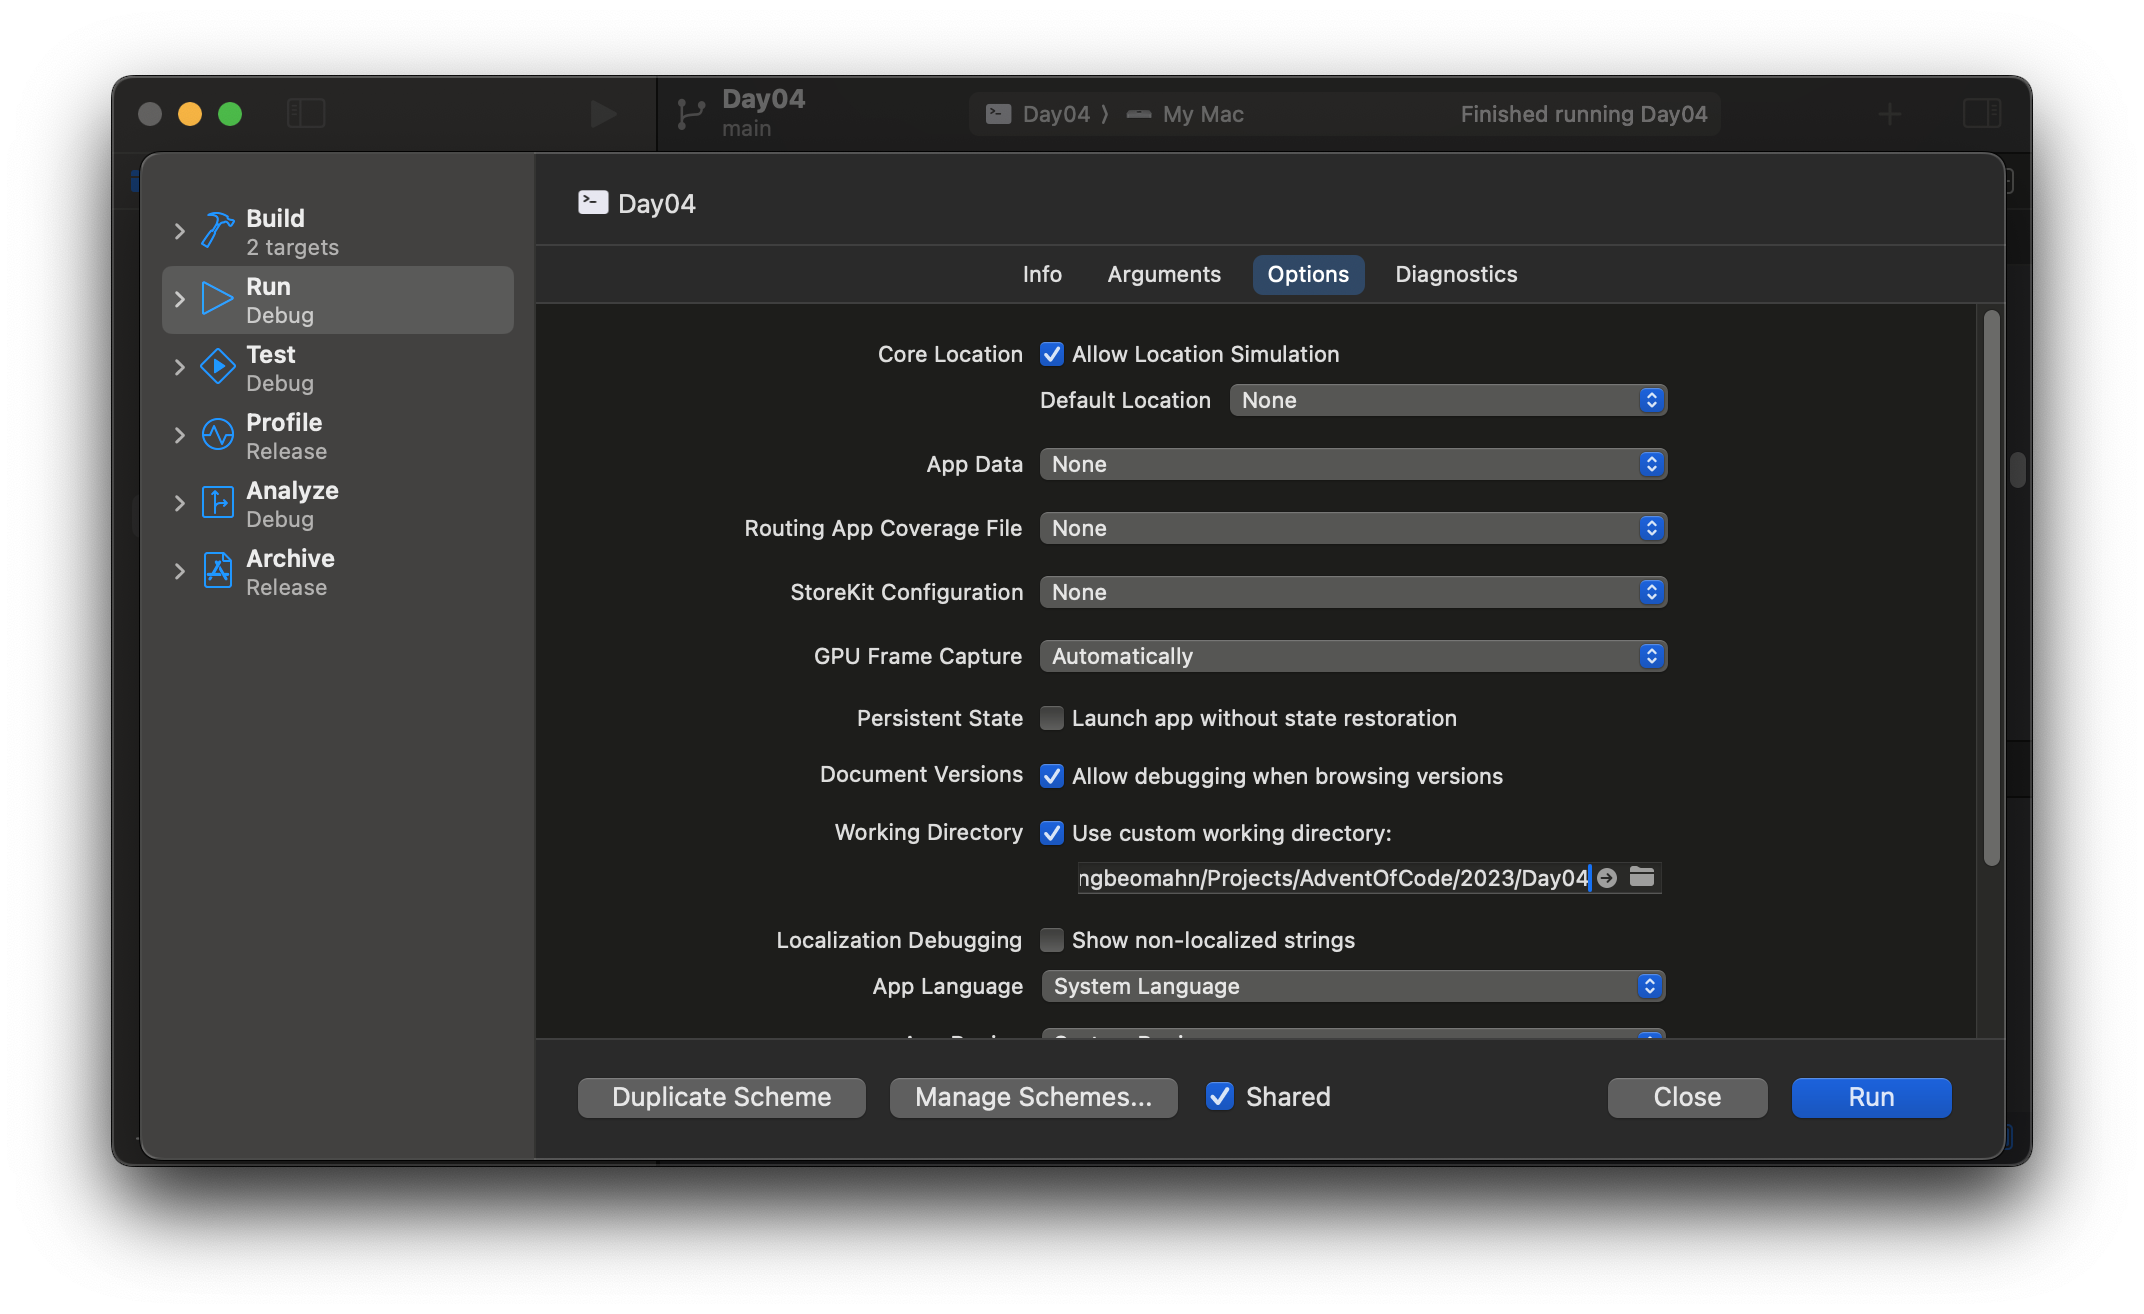 Day04
main
Day04 ⟩ My Mac
Finished running Day04
Build
2 targets
Run
Debug
Test
Debug
Profile
Release
Analyze
Debug
Archive
Release
Day04
Info Arguments Options Diagnostics
Core Location Allow Location Simulation
Default Location None
App Data None
Routing App Coverage File None
StoreKit Configuration None
GPU Frame Capture Automatically
Persistent State Launch app without state restoration
Document Versions Allow debugging when browsing versions
Working Directory Use custom working directory:
ngbeomahn/Projects/AdventOfCode/2023/Day04
Localization Debugging Show non-localized strings
App Language System Language
Duplicate Scheme Manage Schemes... Shared Close Run